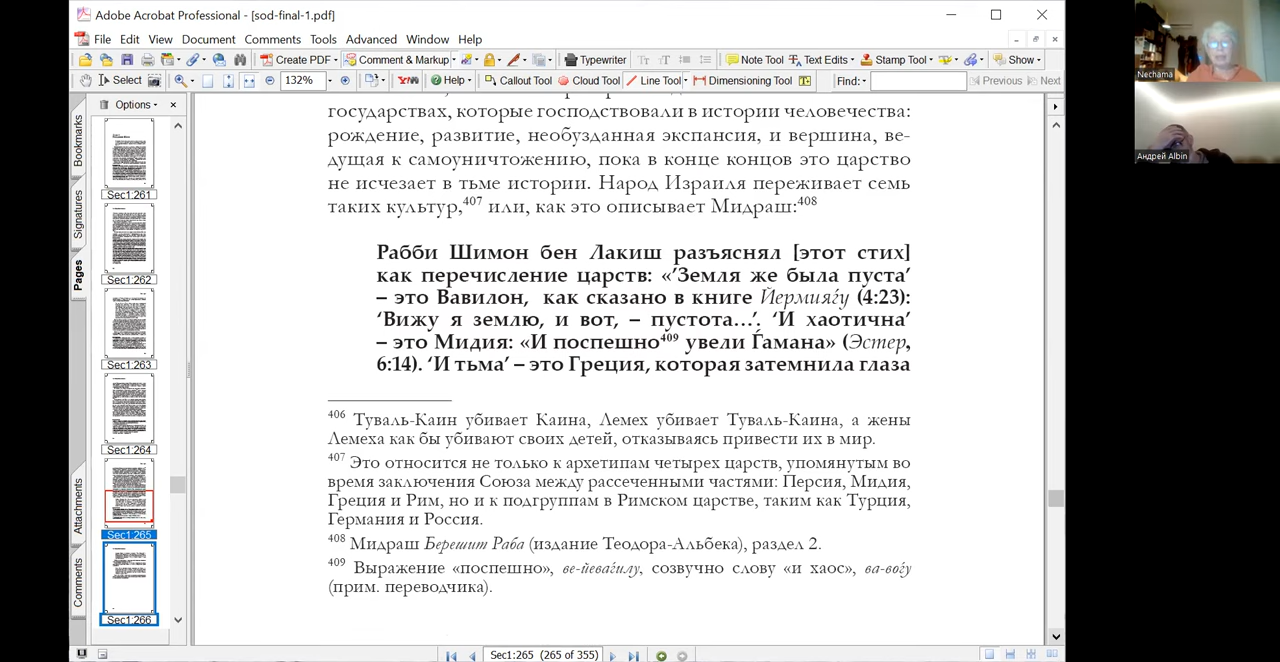 Adobe Acrobat Professional - [sod-final-1.pdf]
File Edit View Document Comments Tools Advanced Window Help
Create PDF Comment & Markup Typewriter Note Tool Text Edits Stamp Tool Show
Select 132% Help Callout Tool Cloud Tool Line Tool Dimensioning Tool Find: Previous Next
Options
Bookmarks
Signatures
Pages
Attachments
Comments
Sec1:261
Sec1:262
Sec1:263
Sec1:264
Sec1:265
Sec1:266
государствах, которые господствовали в истории человечества:
рождение, развитие, необузданная экспансия, и вершина, ве-
дущая к самоуничтожению, пока в конце концов это царство
не исчезает в тьме истории. Народ Израиля переживает семь
таких культур,407 или, как это описывает Мидраш:408
Рабби Шимон бен Лакиш разъяснял [этот стих]
как перечисление царств: «'Земля же была пуста'
– это Вавилон, как сказано в книге Йермияѓу (4:23):
'Вижу я землю, и вот, – пустота...'. 'И хаотична'
– это Мидия: «И поспешно409 увели Ѓамана» (Эстер,
6:14). 'И тьма' – это Греция, которая затемнила глаза
406 Туваль-Каин убивает Каина, Лемех убивает Туваль-Каина, а жены
Лемеха как бы убивают своих детей, отказываясь привести их в мир.
407 Это относится не только к архетипам четырех царств, упомянутым во
время заключения Союза между рассеченными частями: Персия, Мидия,
Греция и Рим, но и к подгруппам в Римском царстве, таким как Турция,
Германия и Россия.
408 Мидраш Берешит Раба (издание Теодора-Альбека), раздел 2.
409 Выражение «поспешно», ве-йеваѓилу, созвучно слову «и хаос», ва-воѓу
(прим. переводчика).
Sec1:265 (265 of 355)
Nechama
Андрей Albin